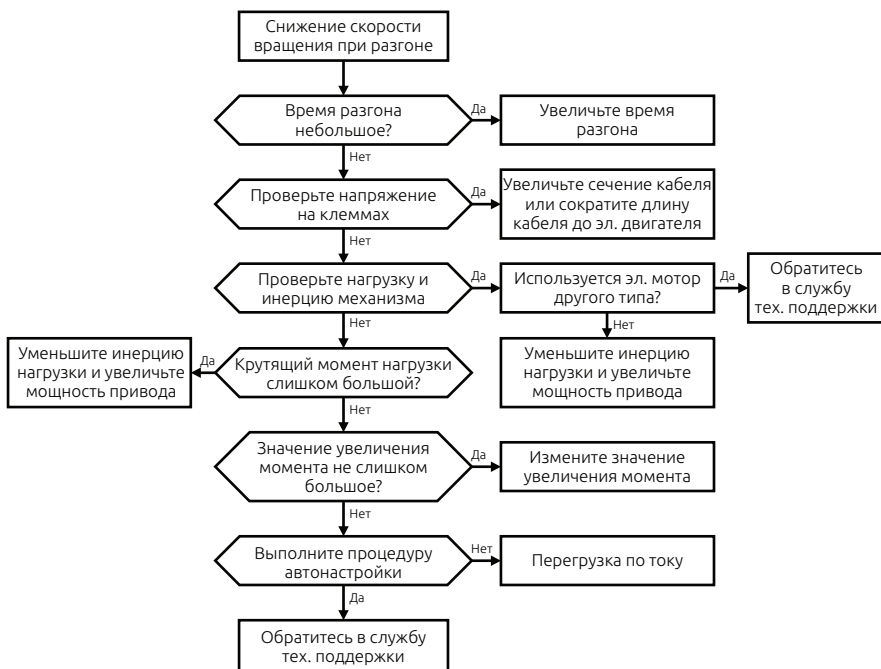 Снижение скорости
вращения при разгоне
Время разгона
небольшое?
Да
Увеличьте время
разгона
Нет
Проверьте напряжение
на клеммах
Да
Увеличьте сечение кабеля
или сократите длину
кабеля до эл. двигателя
Нет
Проверьте нагрузку и
инерцию механизма
Да
Используется эл. мотор
другого типа?
Да
Обратитесь
в службу
тех. поддержки
Нет
Нет
Уменьшите инерцию
нагрузки и увеличьте
мощность привода
Да
Крутящий момент нагрузки
слишком большой?
Уменьшите инерцию
нагрузки и увеличьте
мощность привода
Нет
Значение увеличения
момента не слишком
большое?
Да
Измените значение
увеличения момента
Нет
Выполните процедуру
автонастройки
Нет
Перегрузка по току
Да
Обратитесь в службу
тех. поддержки